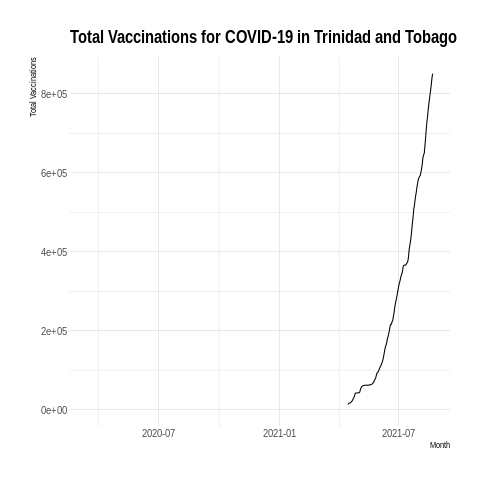 Total Vaccinations for COVID-19 in Trinidad and Tobago
Total Vaccinations
8e+05
6e+05
4e+05
2e+05
0e+00
2020-07
2021-01
2021-07
Month